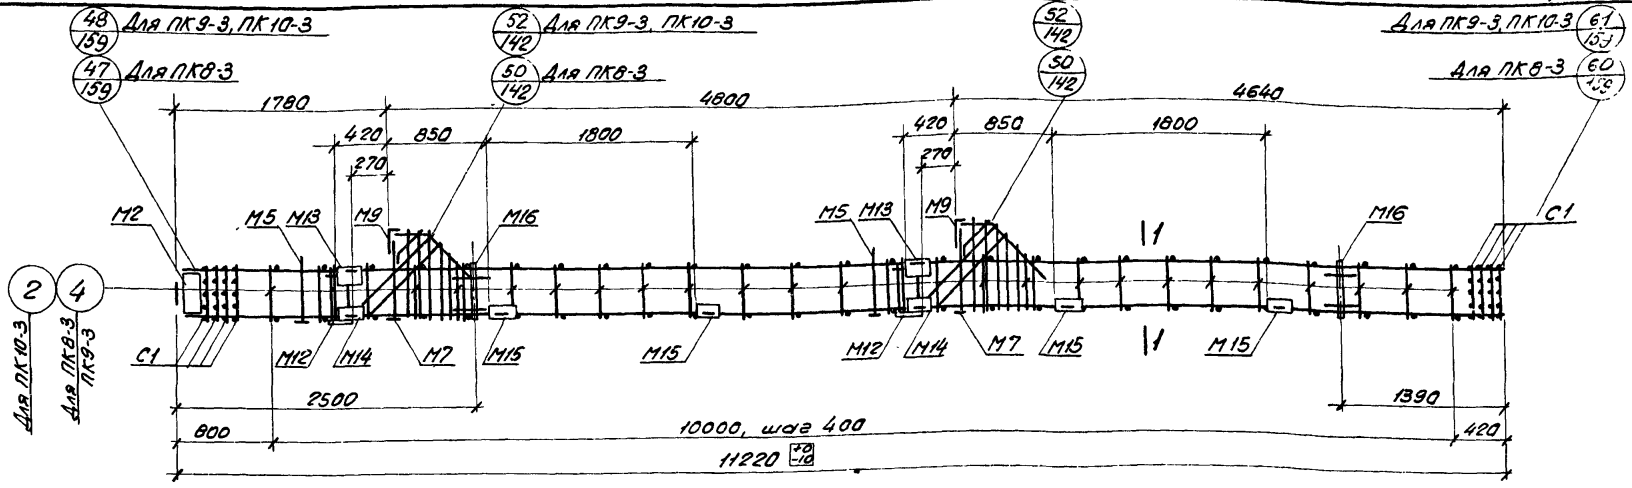 48 Для ПК9-3, ПК10-3
159
47 Для ПК8-3
159
52 Для ПК9-3, ПК10-3
142
50 Для ПК8-3
142
52
142
50
142
Для ПК9-3, ПК10-3 61
Для ПК8-3 60
1780 4800 4640
420 850 1800 420 850 1800
270 270
М2 М5 М13 М9 М16 М5 М13 М9 1 М16 С1
2 4
С1 М12 М14 М7 М15 М15 М12 М14 М7 М15 1 М15
Для ПК10-3
Для ПК8-3
ПК9-3
2500 1390
800 10000, шаг 400 420
11220 +0
-10